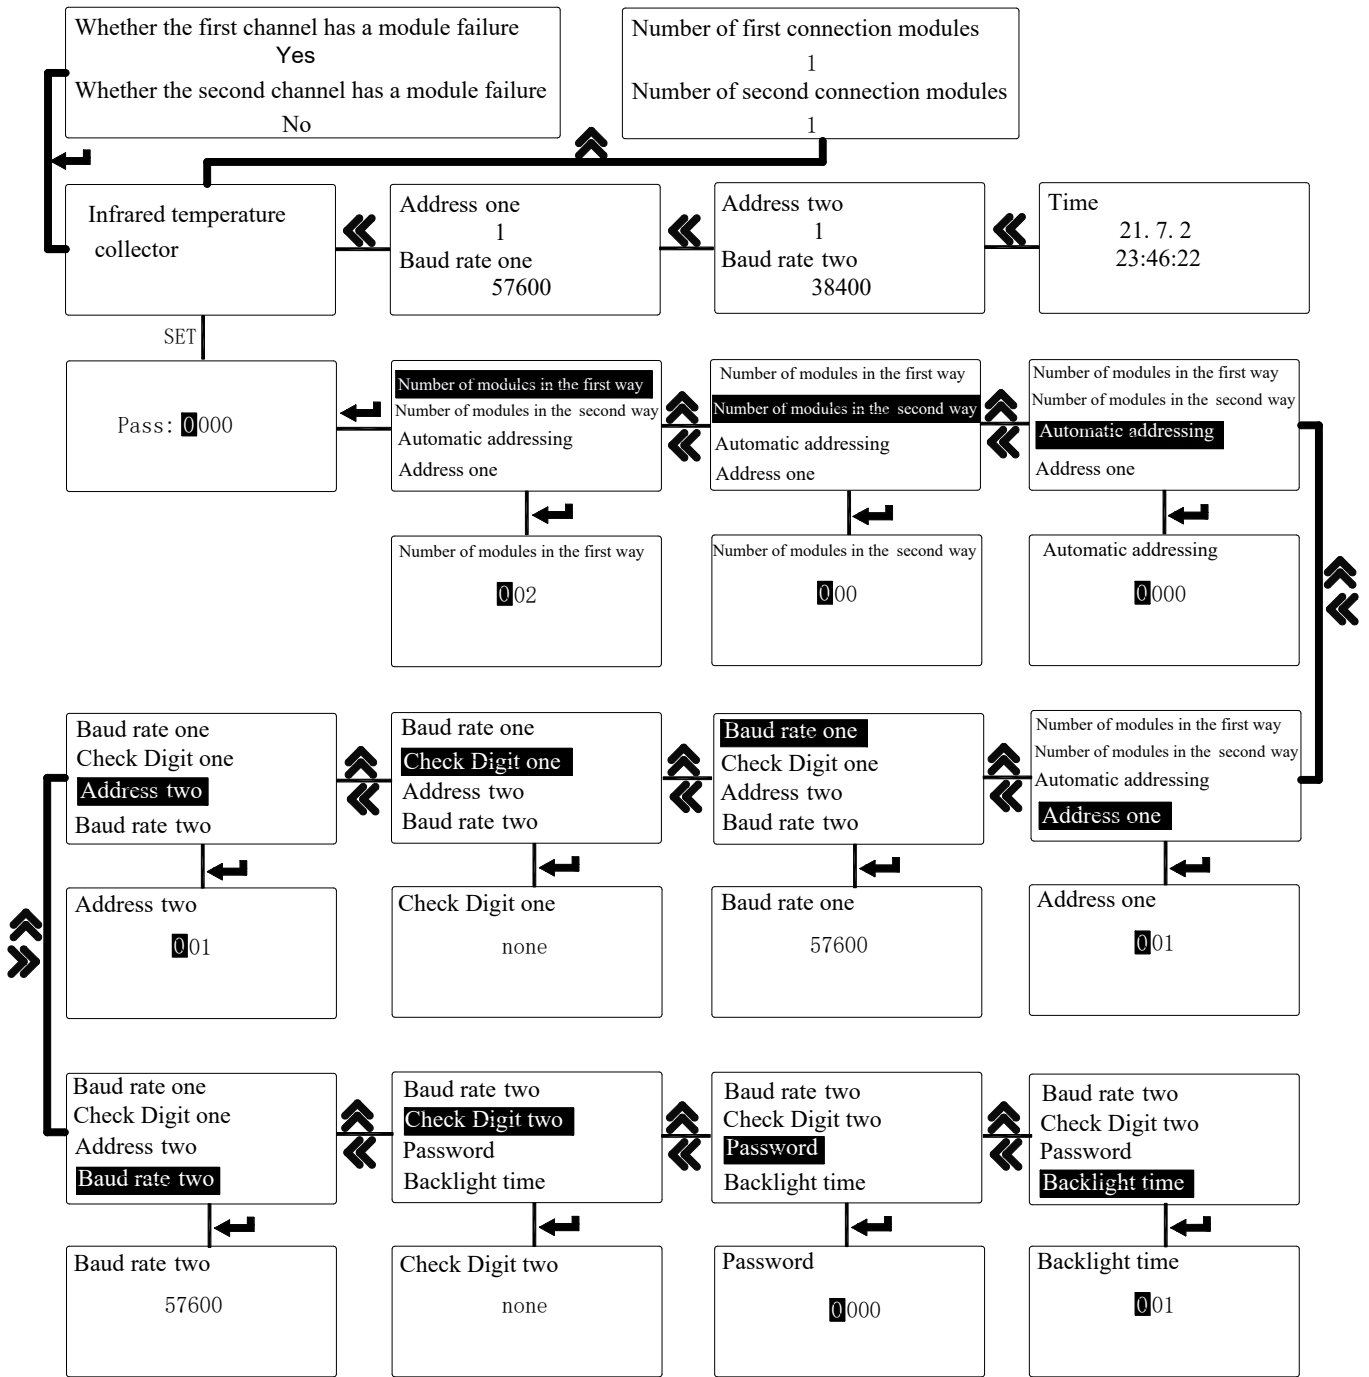 Whether the first channel has a module failure
Yes
Whether the second channel has a module failure
No
Number of first connection modules
1
Number of second connection modules
1
Infrared temperature
collector
Address one
1
Baud rate one
57600
Address two
1
Baud rate two
38400
Time
21. 7. 2
23:46:22
SET
Pass: 0000
Number of modules in the first way
Number of modules in the second way
Automatic addressing
Address one
Number of modules in the first way
Number of modules in the second way
Automatic addressing
Address one
Number of modules in the first way
Number of modules in the second way
Automatic addressing
Address one
Number of modules in the first way
002
Number of modules in the second way
000
Automatic addressing
0000
Baud rate one
Check Digit one
Address two
Baud rate two
Baud rate one
Check Digit one
Address two
Baud rate two
Baud rate one
Check Digit one
Address two
Baud rate two
Number of modules in the first way
Number of modules in the second way
Automatic addressing
Address one
Address two
001
Check Digit one
none
Baud rate one
57600
Address one
001
Baud rate one
Check Digit one
Address two
Baud rate two
Baud rate two
Check Digit two
Password
Backlight time
Baud rate two
Check Digit two
Password
Backlight time
Baud rate two
Check Digit two
Password
Backlight time
Baud rate two
57600
Check Digit two
none
Password
0000
Backlight time
001